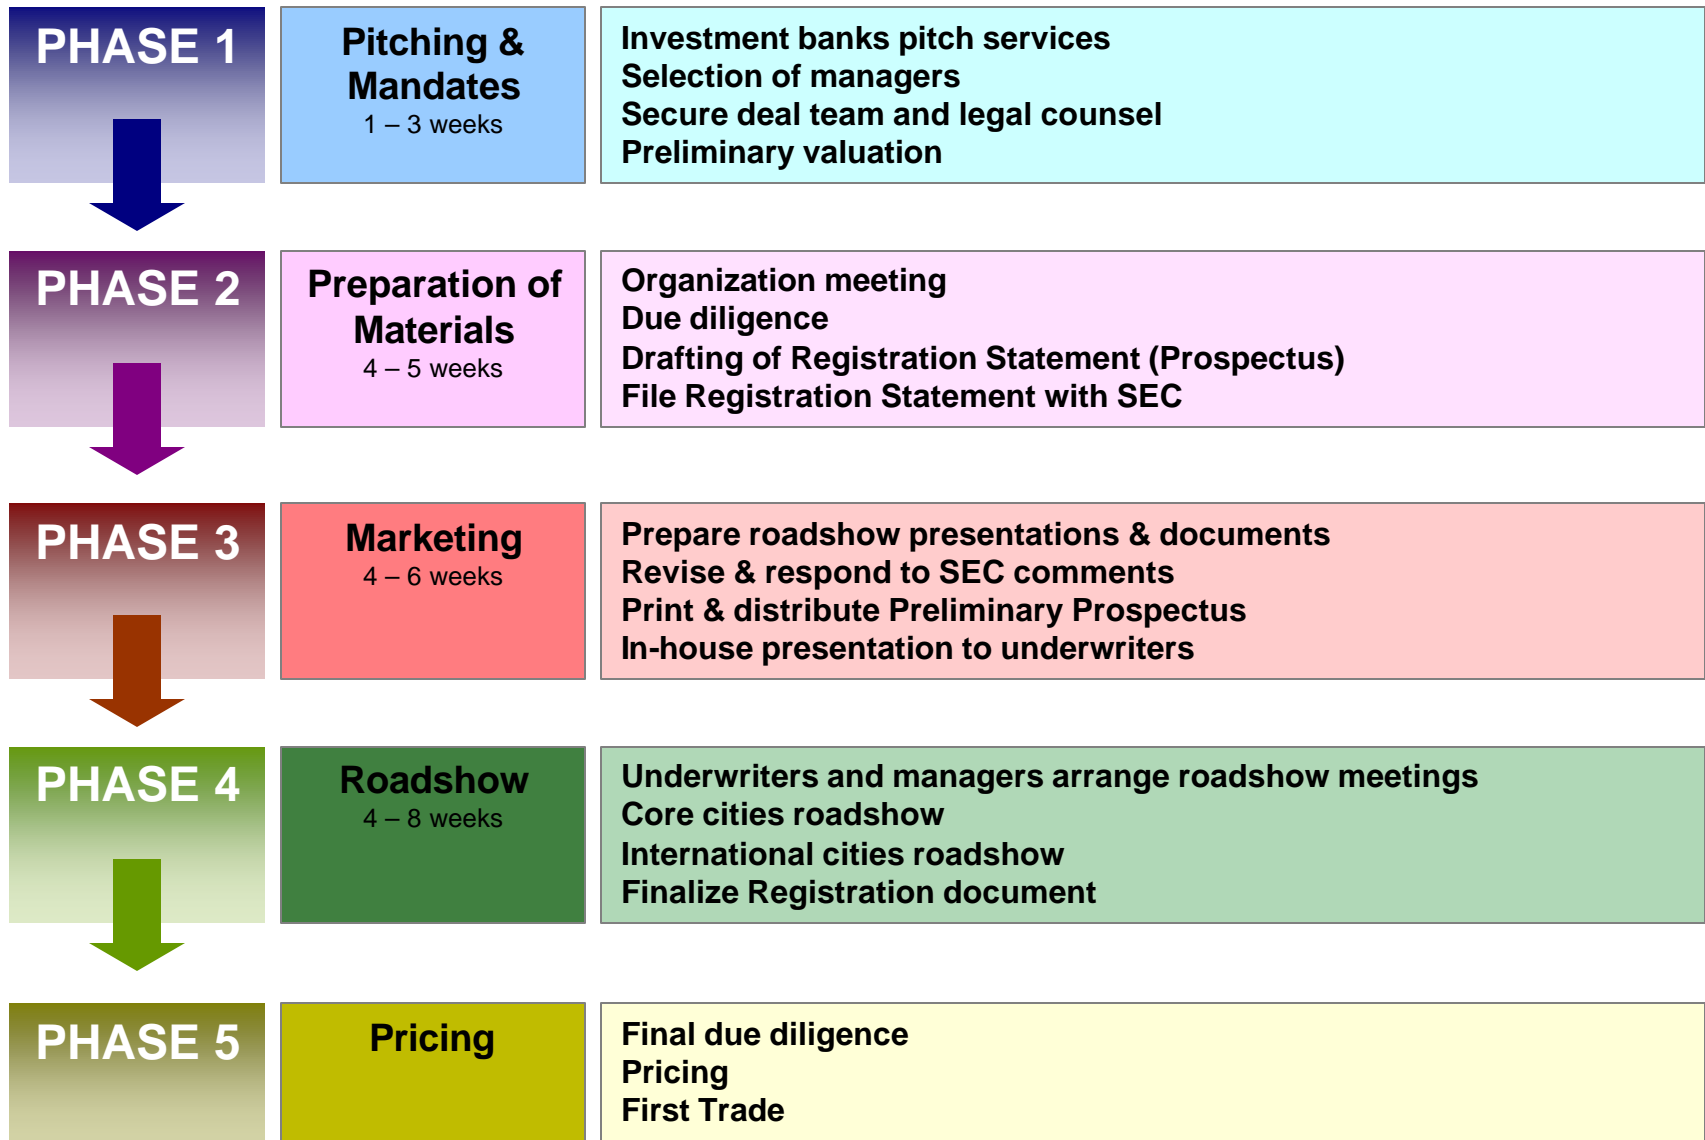 PHASE 1
Pitching &
Mandates
1 – 3 weeks
Investment banks pitch services
Selection of managers
Secure deal team and legal counsel
Preliminary valuation
PHASE 2
Preparation of
Materials
4 – 5 weeks
Organization meeting
Due diligence
Drafting of Registration Statement (Prospectus)
File Registration Statement with SEC
PHASE 3
Marketing
4 – 6 weeks
Prepare roadshow presentations & documents
Revise & respond to SEC comments
Print & distribute Preliminary Prospectus
In-house presentation to underwriters
PHASE 4
Roadshow
4 – 8 weeks
Underwriters and managers arrange roadshow meetings
Core cities roadshow
International cities roadshow
Finalize Registration document
PHASE 5
Pricing
Final due diligence
Pricing
First Trade